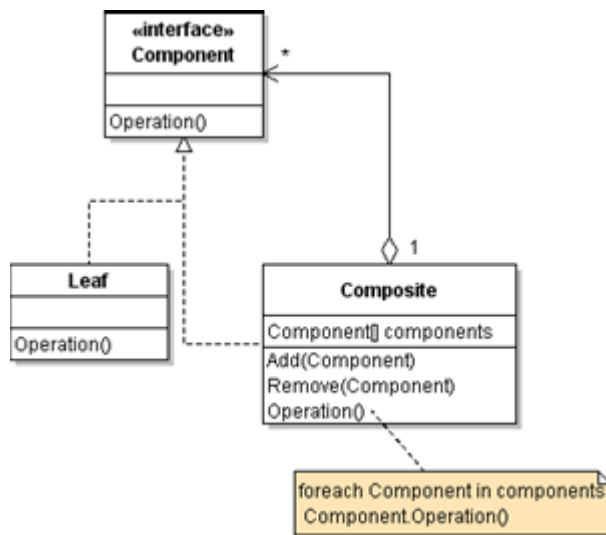 «interface»
Component
Operation()
*
1
Leaf
Operation()
Composite
Component[] components
Add(Component)
Remove(Component)
Operation()
foreach Component in components
Component.Operation()